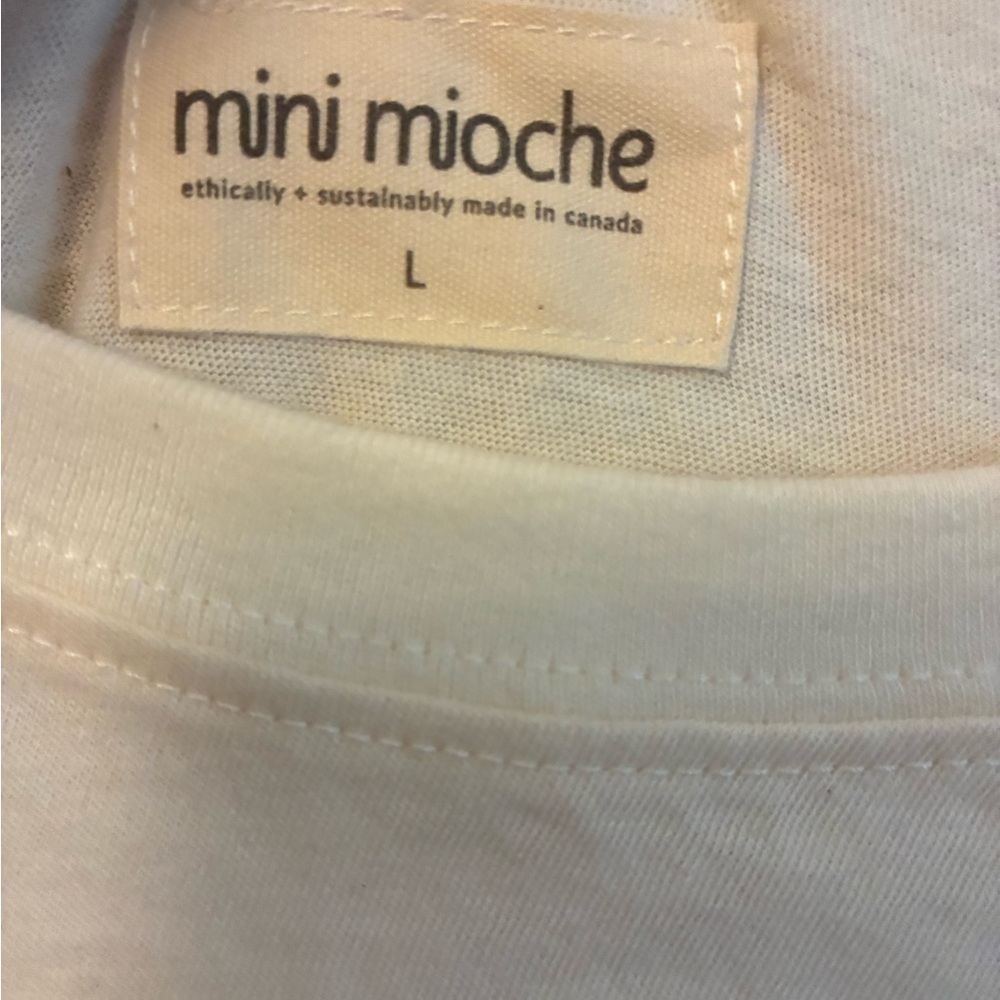 mini mioche
ethically + sustainably made in canada
L